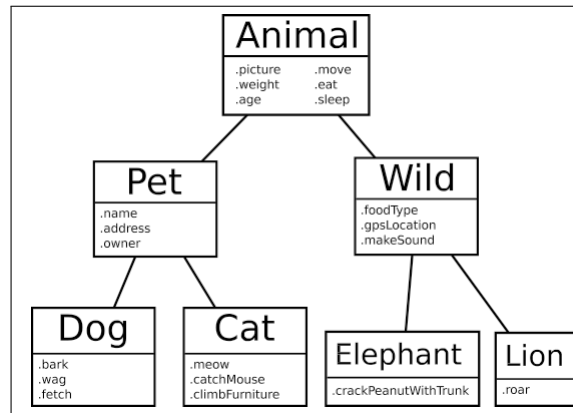 Animal
.picture .move
.weight .eat
.age .sleep
Pet
.name
.address
.owner
Wild
.foodType
.gpsLocation
.makeSound
Dog
.bark
.wag
.fetch
Cat
.meow
.catchMouse
.climbFurniture
Elephant
.crackPeanutWithTrunk
Lion
.roar